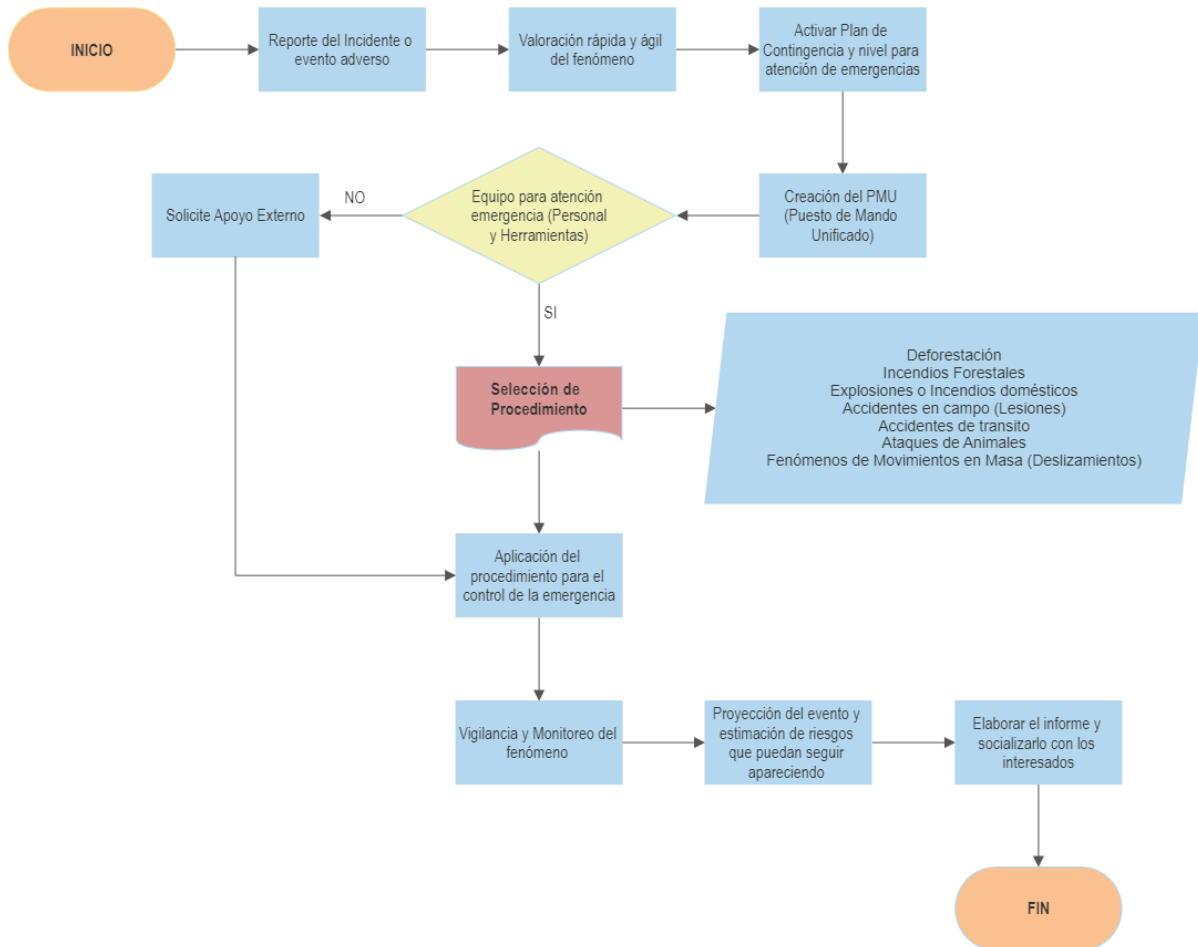 INICIO
Reporte del Incidente o
evento adverso
Valoración rápida y ágil
del fenómeno
Activar Plan de
Contingencia y nivel para
atención de emergencias
Creación del PMU
(Puesto de Mando
Unificado)
Equipo para atención
emergencia (Personal
y Herramientas)
NO
Solicite Apoyo Externo
SI
Selección de
Procedimiento
Deforestación
Incendios Forestales
Explosiones o Incendios domésticos
Accidentes en campo (Lesiones)
Accidentes de transito
Ataques de Animales
Fenómenos de Movimientos en Masa (Deslizamientos)
Aplicación del
procedimiento para el
control de la emergencia
Vigilancia y Monitoreo del
fenómeno
Proyección del evento y
estimación de riesgos
que puedan seguir
apareciendo
Elaborar el informe y
socializarlo con los
interesados
FIN